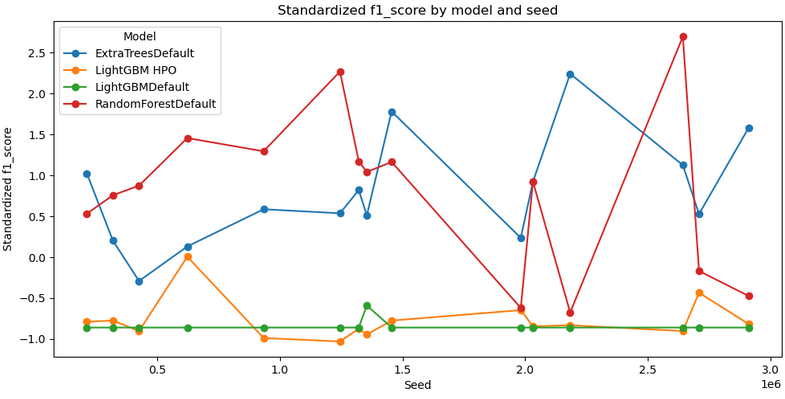 Standardized f1_score by model and seed
Model
ExtraTreesDefault
LightGBM HPO
LightGBMDefault
RandomForestDefault
Standardized f1_score
2.5
2.0
1.5
1.0
0.5
0.0
−0.5
−1.0
0.5
1.0
1.5
2.0
2.5
3.0
1e6
Seed